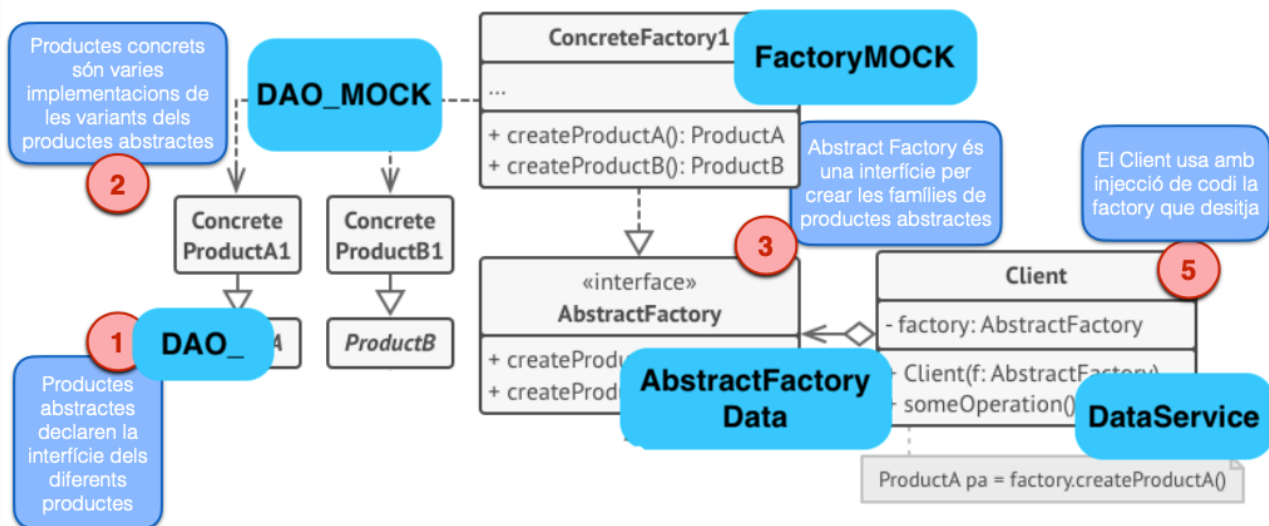 Productes concrets
són varies
implementacions de
les variants dels
productes abstractes
2
DAO_MOCK
ConcreteFactory1
FactoryMOCK
...
+ createProductA(): ProductA
+ createProductB(): ProductB
Abstract Factory és
una interfície per
crear les famílies de
productes abstractes
3
El Client usa amb
injecció de codi la
factory que desitja
5
Concrete
ProductA1
Concrete
ProductB1
1
DAO_
A
ProductB
Productes
abstractes
declaren la
interfície dels
diferents
productes
«interface»
AbstractFactory
+ createProdu
+ createProdu
AbstractFactory
Data
Client
- factory: AbstractFactory
+ Client(f: AbstractFactory)
+ someOperation()
DataService
ProductA pa = factory.createProductA()